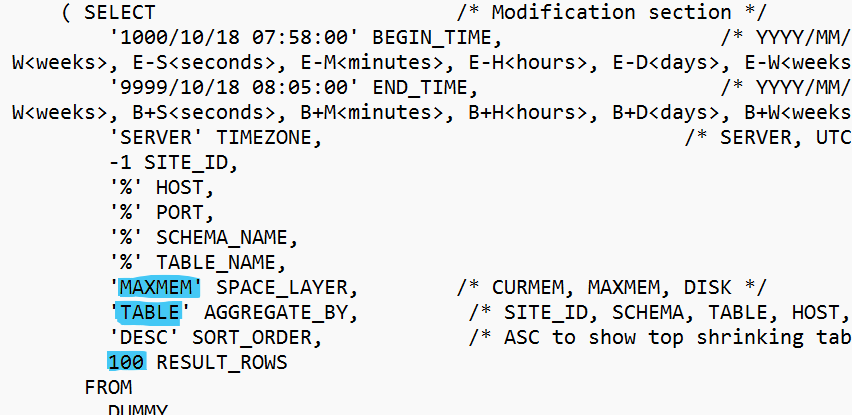 ( SELECT /* Modification section */
'1000/10/18 07:58:00' BEGIN_TIME, /* YYYY/MM/
W<weeks>, E-S<seconds>, E-M<minutes>, E-H<hours>, E-D<days>, E-W<weeks
'9999/10/18 08:05:00' END_TIME, /* YYYY/MM/
W<weeks>, B+S<seconds>, B+M<minutes>, B+H<hours>, B+D<days>, B+W<weeks
'SERVER' TIMEZONE, /* SERVER, UTC
-1 SITE_ID,
'%' HOST,
'%' PORT,
'%' SCHEMA_NAME,
'%' TABLE_NAME,
'MAXMEM' SPACE_LAYER, /* CURMEM, MAXMEM, DISK */
'TABLE' AGGREGATE_BY, /* SITE_ID, SCHEMA, TABLE, HOST,
'DESC' SORT_ORDER, /* ASC to show top shrinking tab
100 RESULT_ROWS
FROM
DUMMY